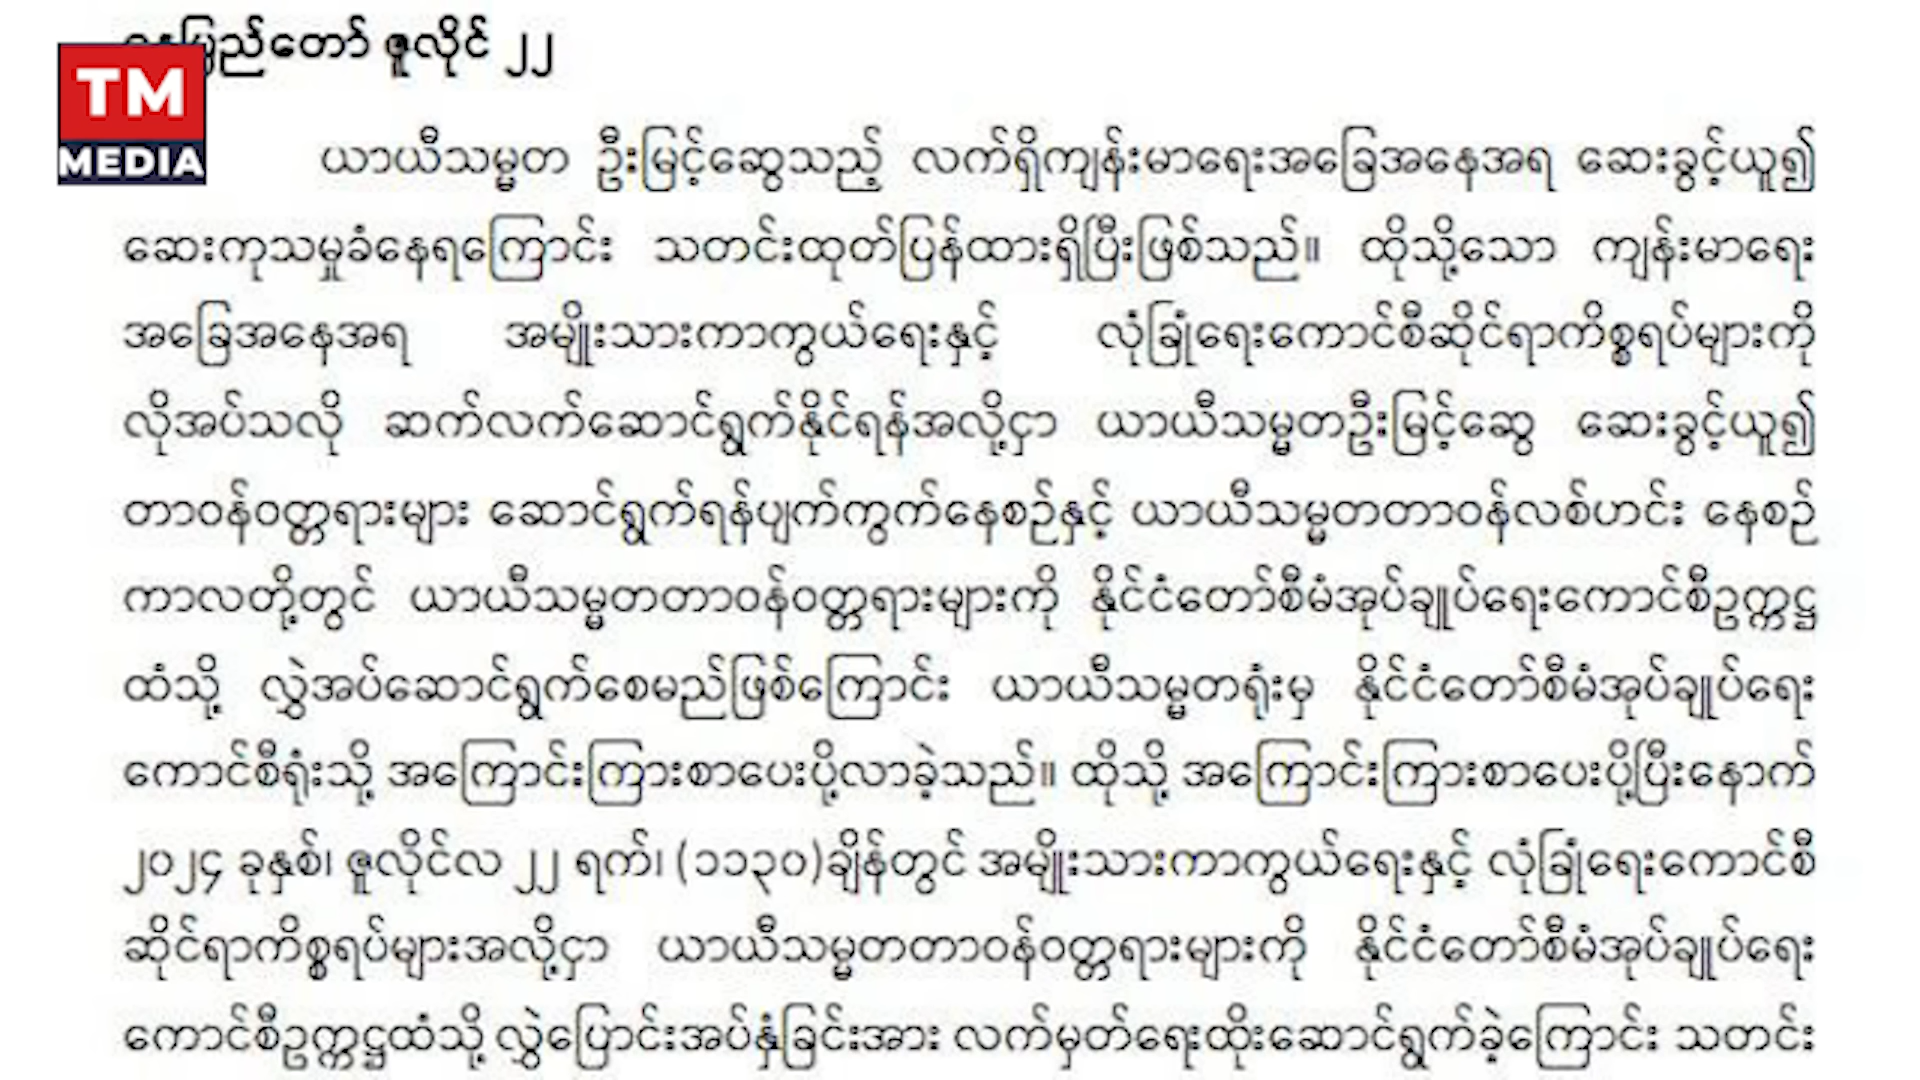 နေပြည်တော် ဇူလိုင် ၂၂
TM
MEDIA
ယာယီသမ္မတ ဦးမြင့်ဆွေသည် လက်ရှိကျန်းမာရေးအခြေအနေအရ ဆေးခွင့်ယူ၍
ဆေးကုသမှုခံနေရကြောင်း သတင်းထုတ်ပြန်ထားရှိပြီးဖြစ်သည်။ ထိုသို့သော ကျန်းမာရေး
အခြေအနေအရ အမျိုးသားကာကွယ်ရေးနှင့် လုံခြုံရေးကောင်စီဆိုင်ရာကိစ္စရပ်များကို
လိုအပ်သလို ဆက်လက်ဆောင်ရွက်နိုင်ရန်အလို့ငှာ ယာယီသမ္မတဦးမြင့်ဆွေ ဆေးခွင့်ယူ၍
တာဝန်ဝတ္တရားများ ဆောင်ရွက်ရန်ပျက်ကွက်နေစဉ်နှင့် ယာယီသမ္မတတာဝန်လစ်ဟင်း နေစဉ်
ကာလတို့တွင် ယာယီသမ္မတတာဝန်ဝတ္တရားများကို နိုင်ငံတော်စီမံအုပ်ချုပ်ရေးကောင်စီဥက္ကဋ္ဌ
ထံသို့ လွှဲအပ်ဆောင်ရွက်စေမည်ဖြစ်ကြောင်း ယာယီသမ္မတရုံးမှ နိုင်ငံတော်စီမံအုပ်ချုပ်ရေး
ကောင်စီရုံးသို့ အကြောင်းကြားစာပေးပို့လာခဲ့သည်။ ထိုသို့ အကြောင်းကြားစာပေးပို့ပြီးနောက်
၂၀၂၄ ခုနှစ်၊ ဇူလိုင်လ ၂၂ ရက်၊ (၁၁၃၀)ချိန်တွင် အမျိုးသားကာကွယ်ရေးနှင့် လုံခြုံရေးကောင်စီ
ဆိုင်ရာကိစ္စရပ်များအလို့ငှာ ယာယီသမ္မတတာဝန်ဝတ္တရားများကို နိုင်ငံတော်စီမံအုပ်ချုပ်ရေး
ကောင်စီဥက္ကဋ္ဌထံသို့ လွှဲပြောင်းအပ်နှံခြင်းအား လက်မှတ်ရေးထိုးဆောင်ရွက်ခဲ့ကြောင်း သတင်း